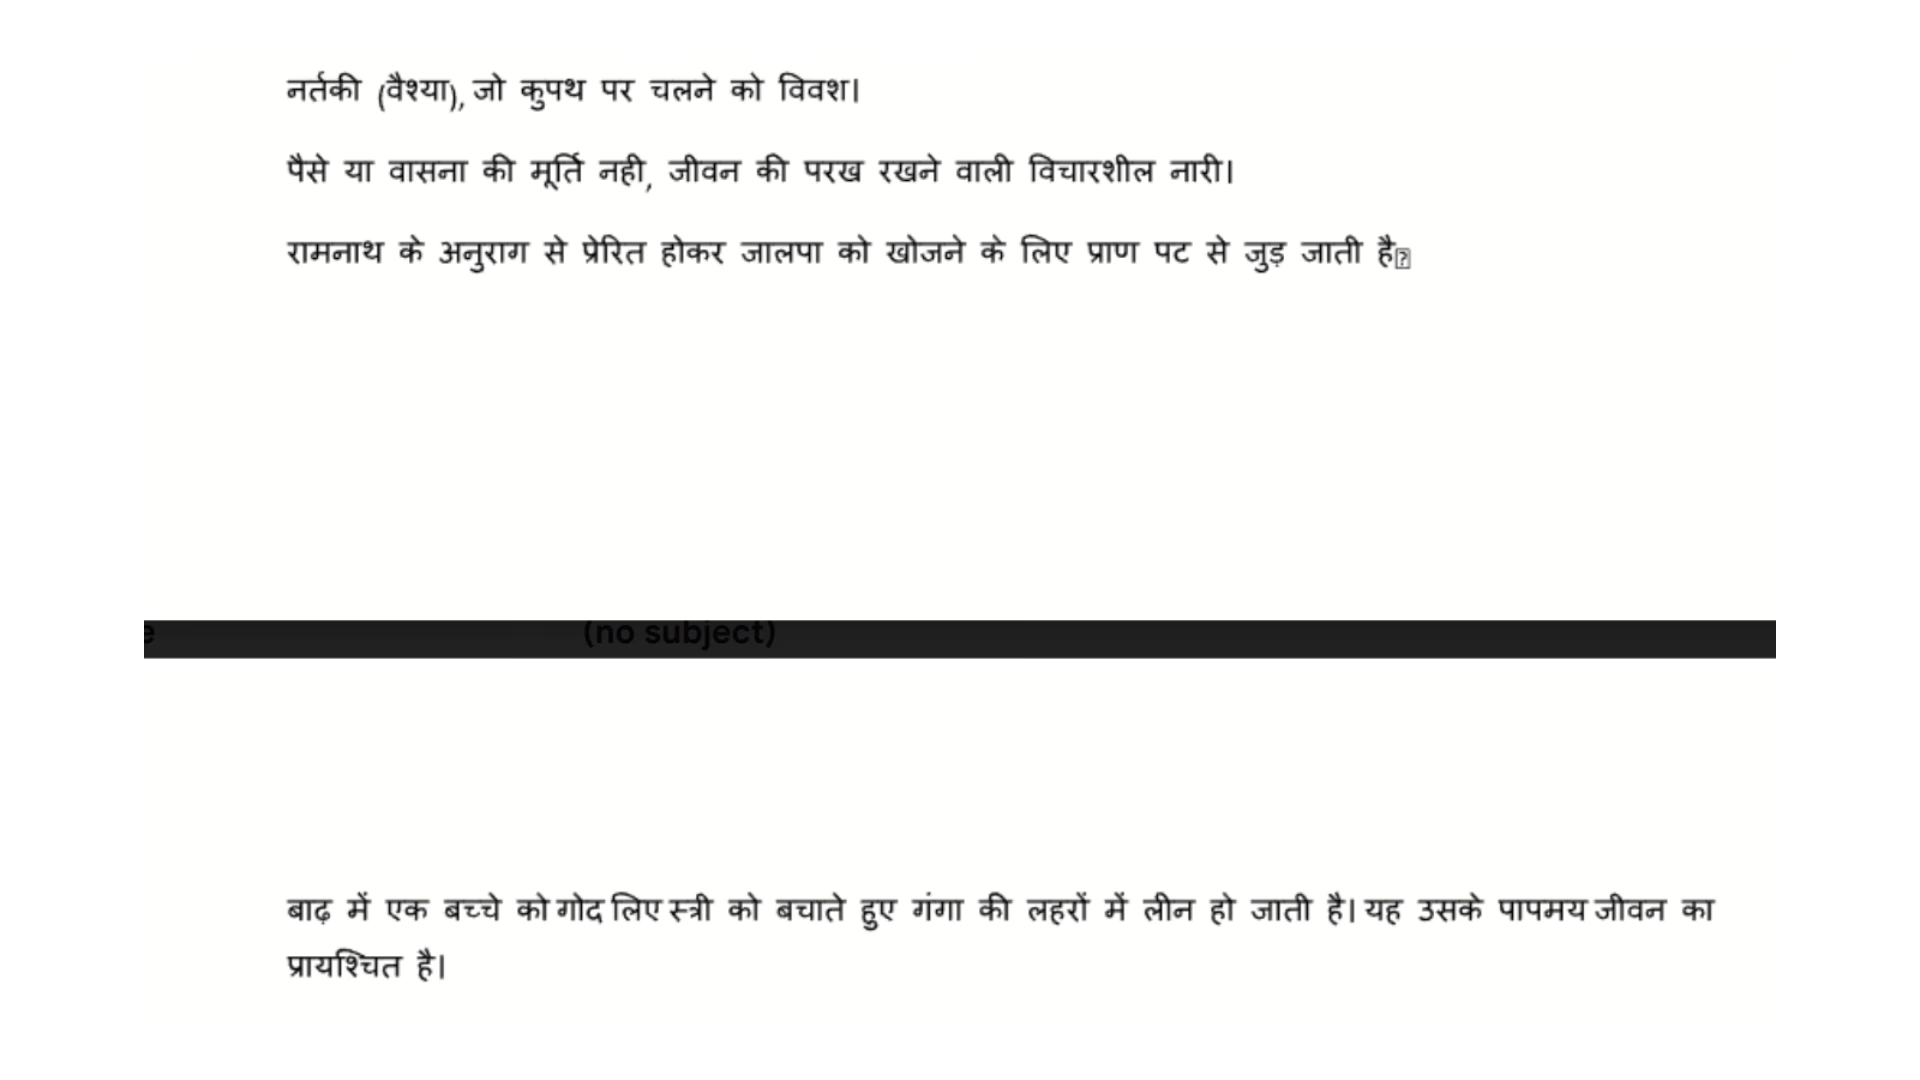 नर्तकी (वैश्या), जो कुपथ पर चलने को विवश।
पैसे या वासना की मूर्ति नही, जीवन की परख रखने वाली विचारशील नारी।
रामनाथ के अनुराग से प्रेरित होकर जालपा को खोजने के लिए प्राण पट से जुड़ जाती है
(no subject)
बाढ़ में एक बच्चे को गोद लिए स्त्री को बचाते हुए गंगा की लहरों में लीन हो जाती है। यह उसके पापमय जीवन का
प्रायश्चित है।